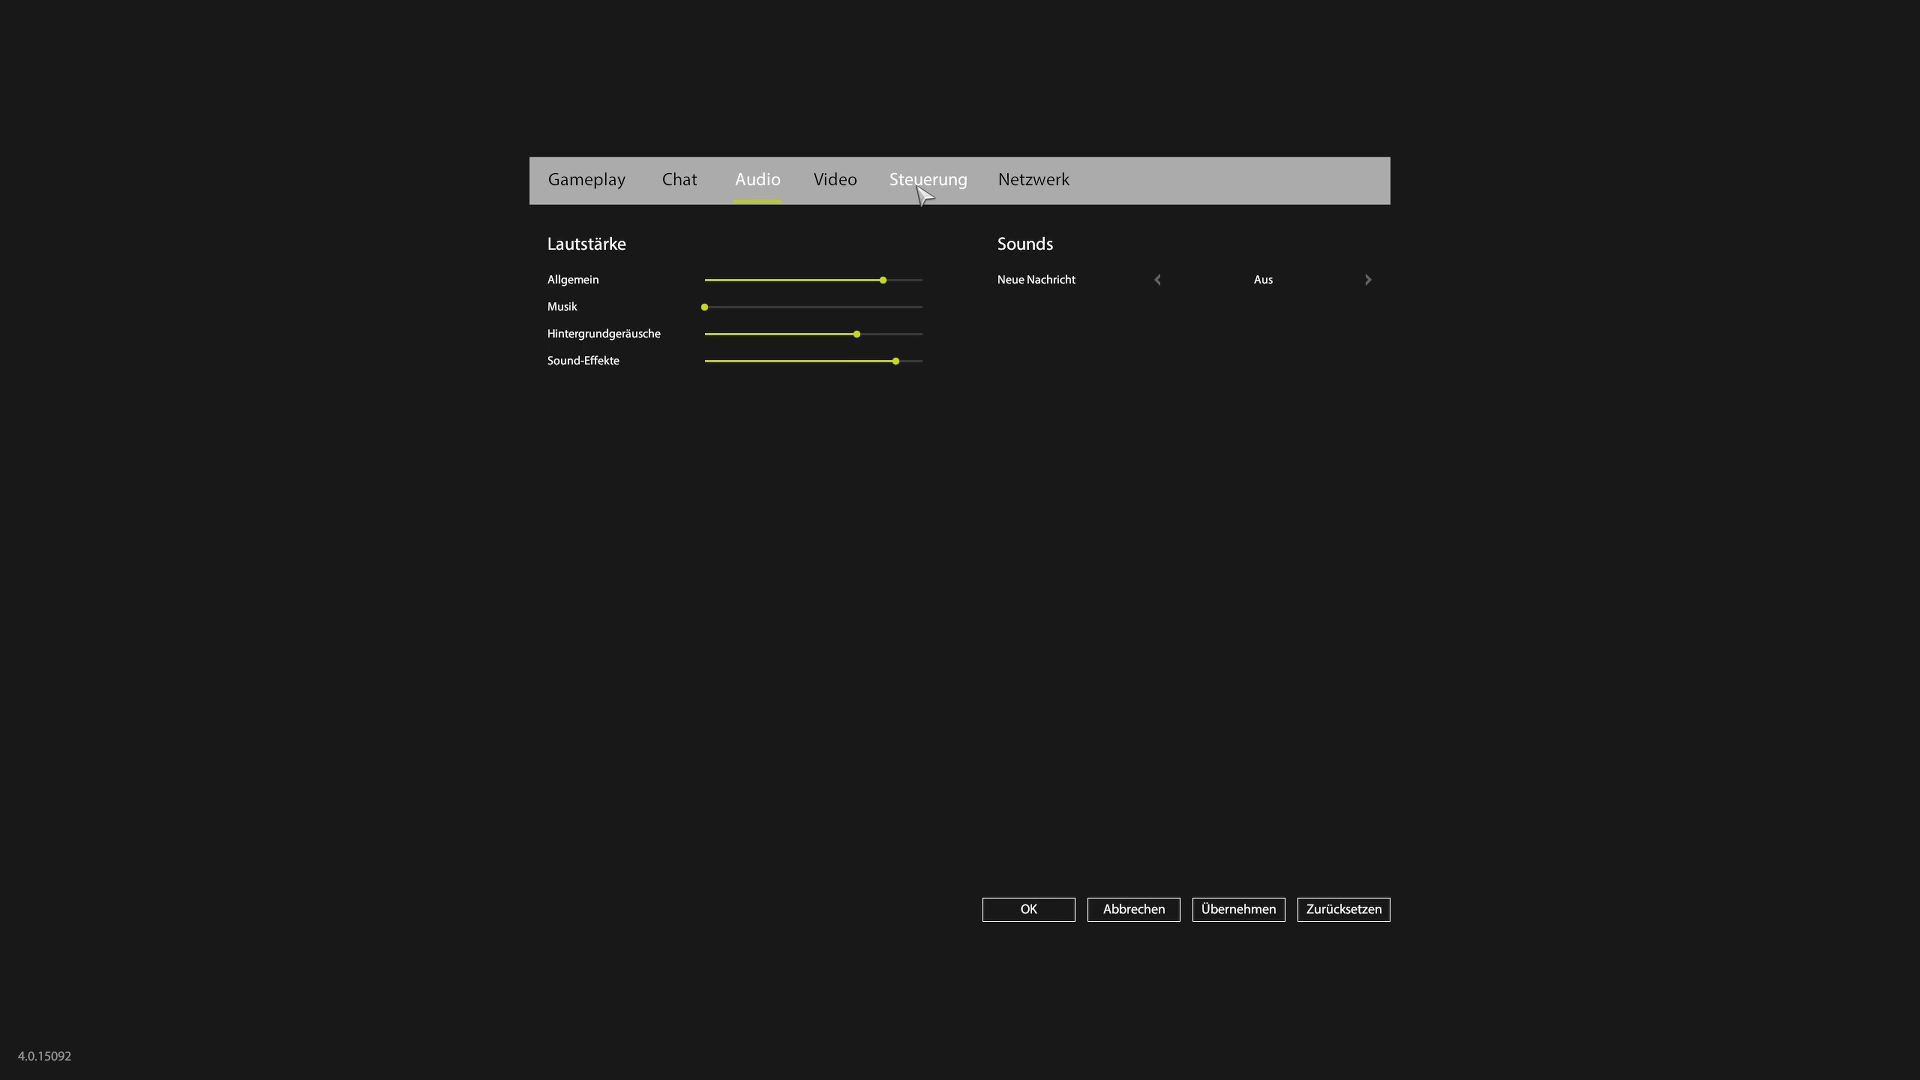 Gameplay Chat Audio Video Steuerung Netzwerk
Lautstärke
Allgemein
Musik
Hintergrundgeräusche
Sound-Effekte
Sounds
Neue Nachricht Aus
OK Abbrechen Übernehmen Zurücksetzen
4.0.15092